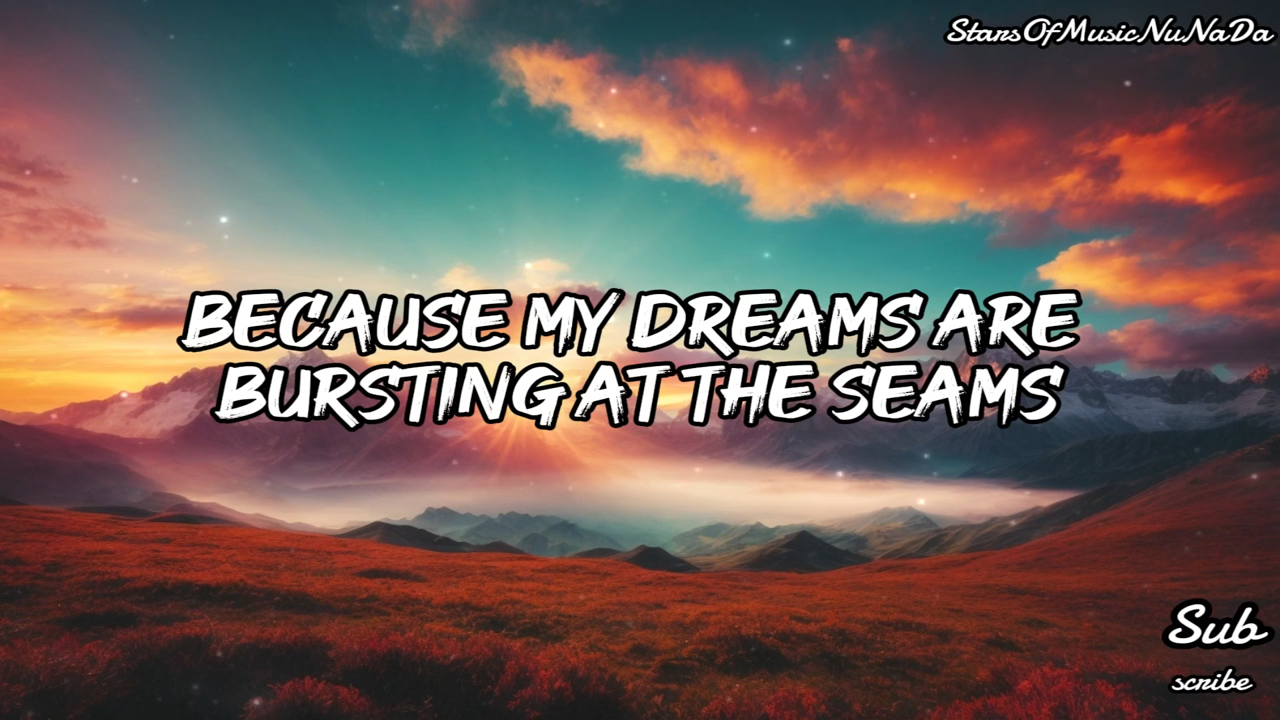 StarsOfMusicNuNaDa
BECAUSE MY DREAMS ARE
BURSTING AT THE SEAMS
Sub
scribe